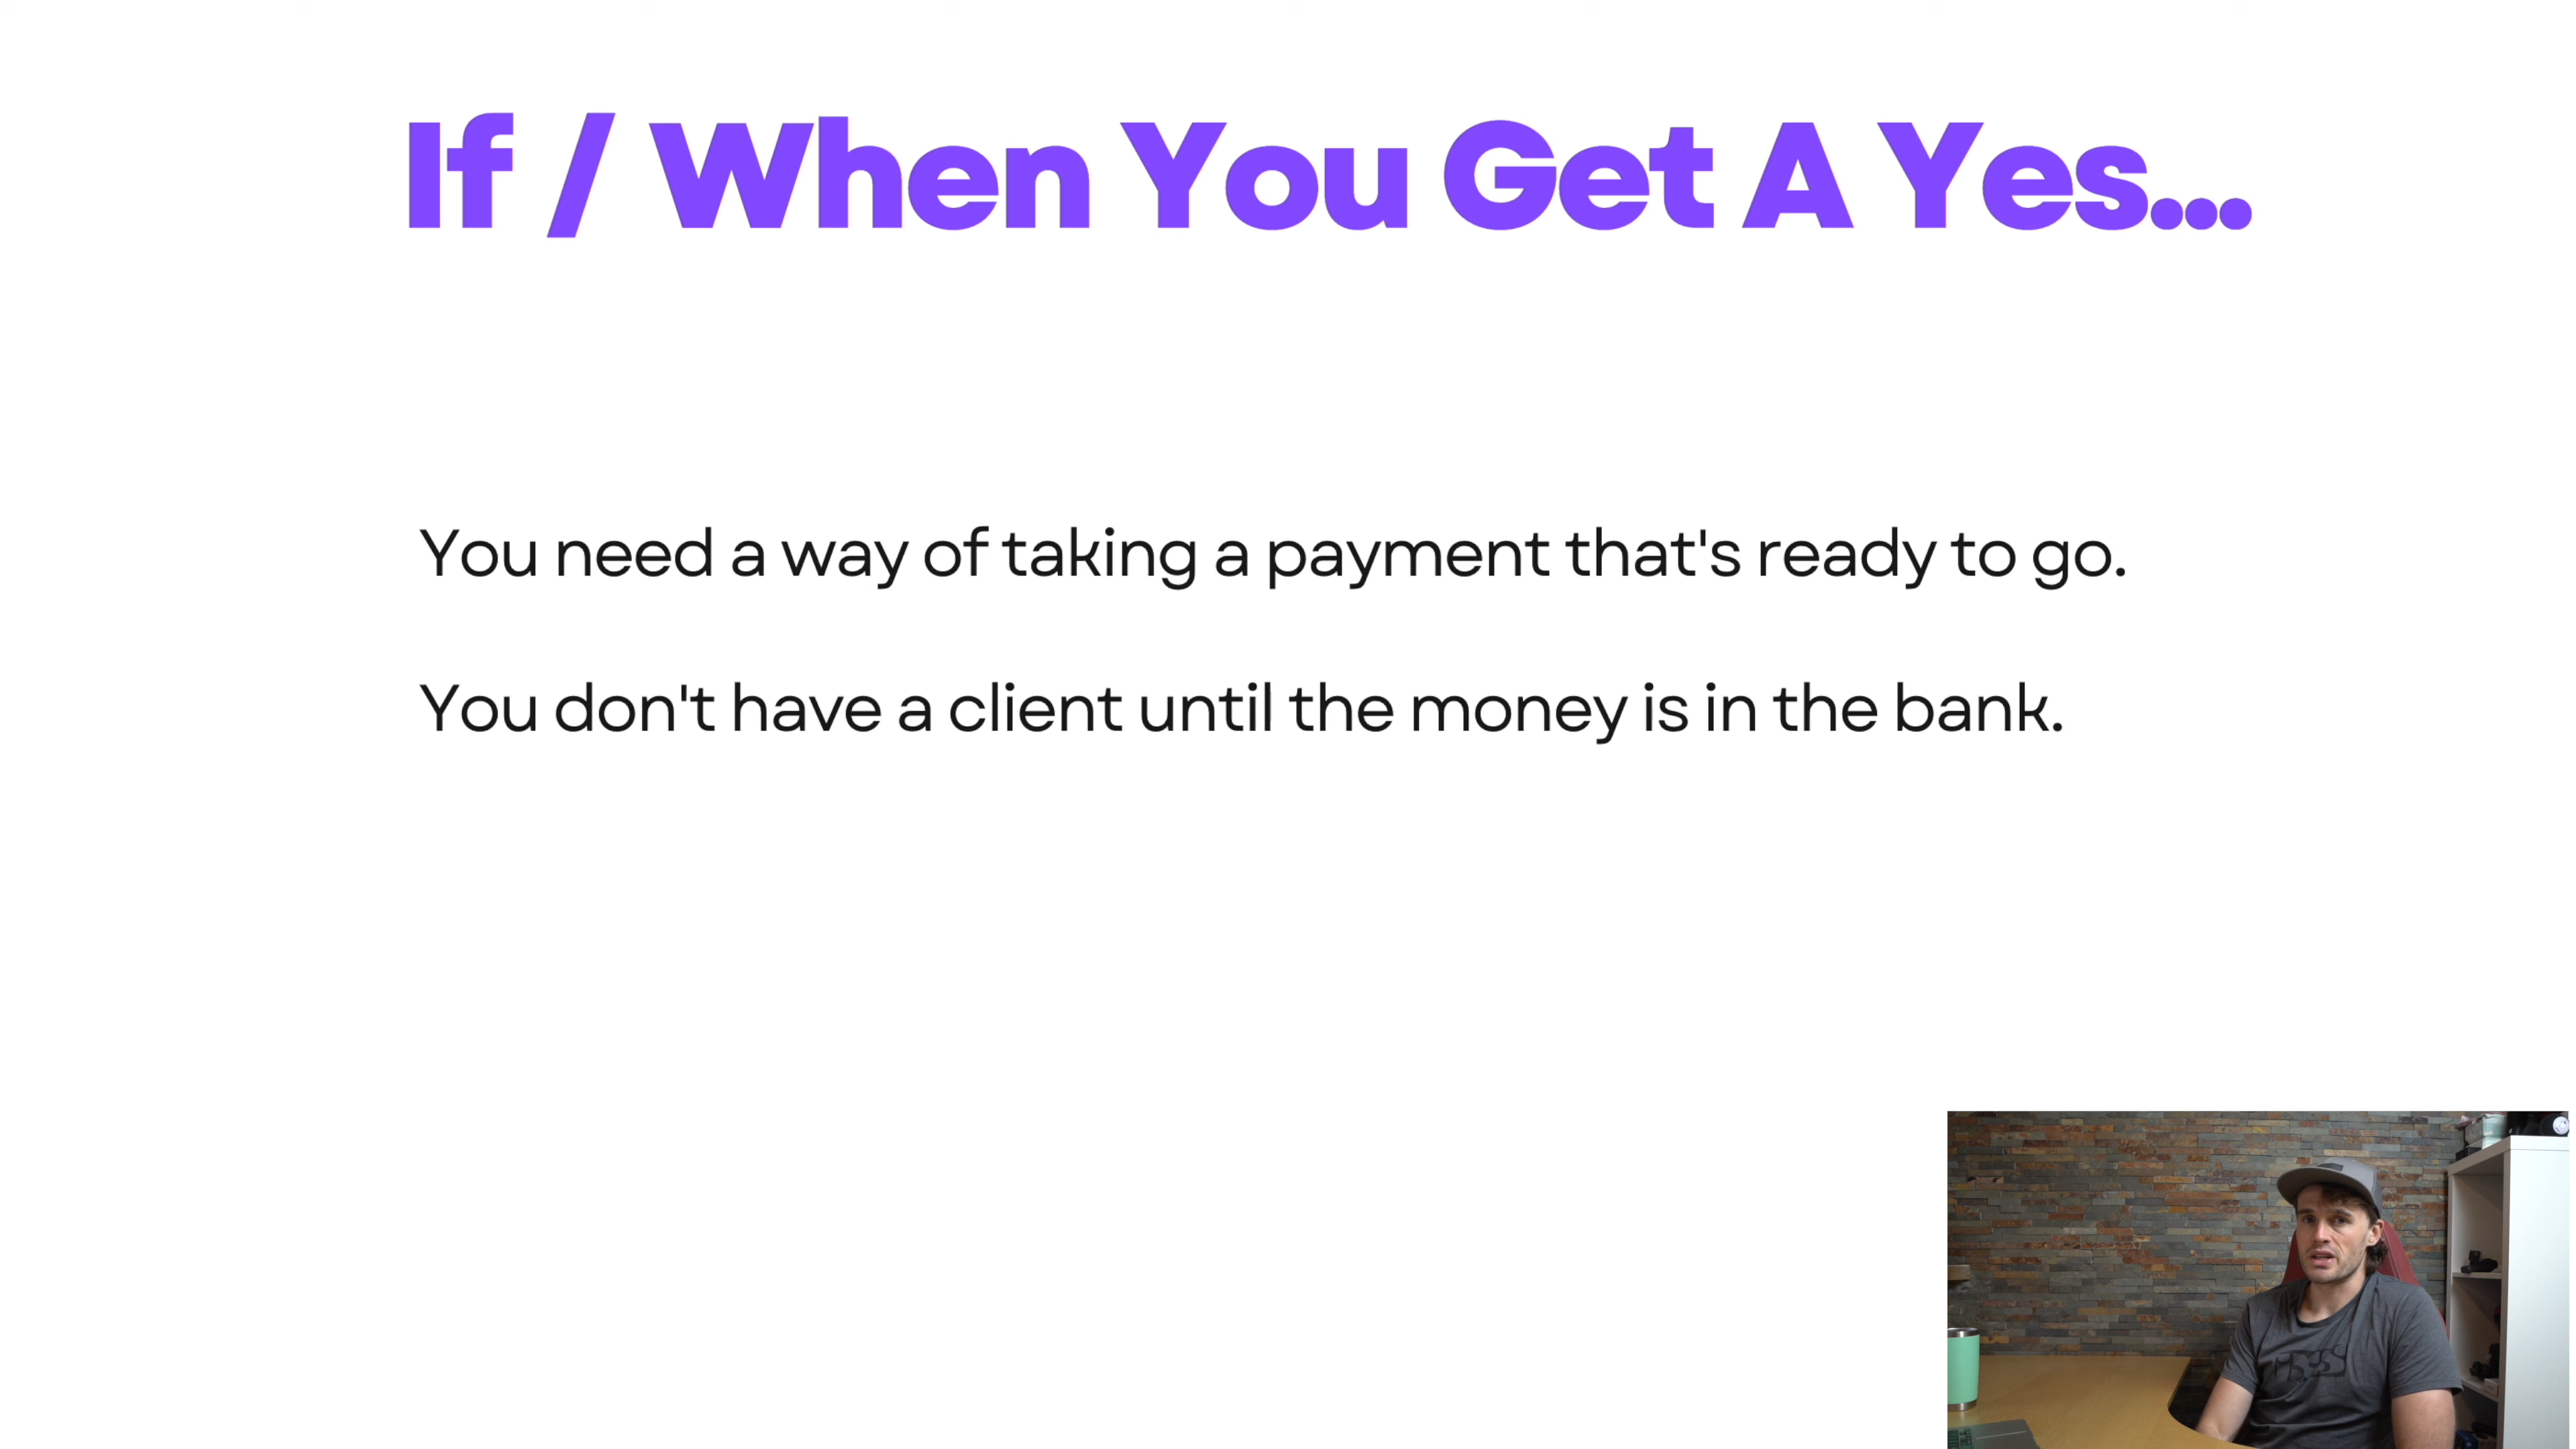 If / When You Get A Yes...
You need a way of taking a payment that's ready to go.
You don't have a client until the money is in the bank.